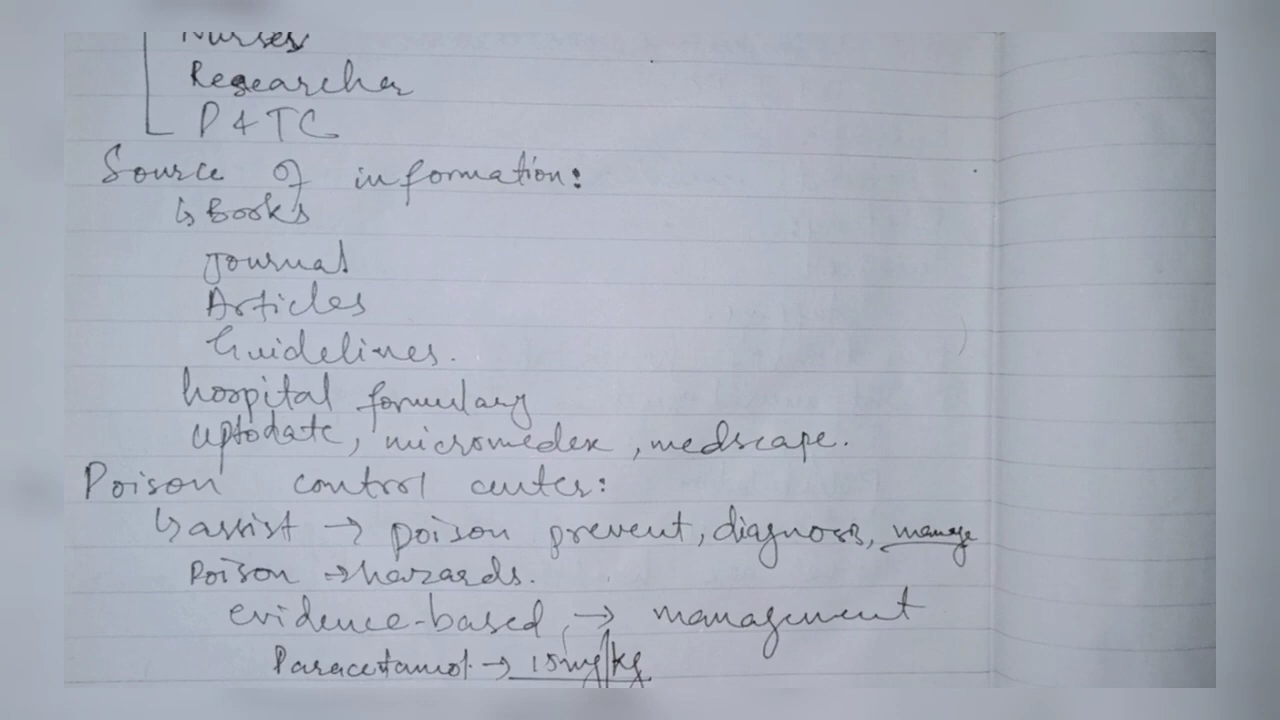 Nurses
Researcher
P & TC
Source of information:
↳ Books
Journal
Articles
Guidelines.
hospital formulary
uptodate, micromedex, medscape.
Poison control center:
↳ assist → poison prevent, diagnosis, manage
Poison → hazards.
evidence-based → management
Paracetamol → 15mg/kg